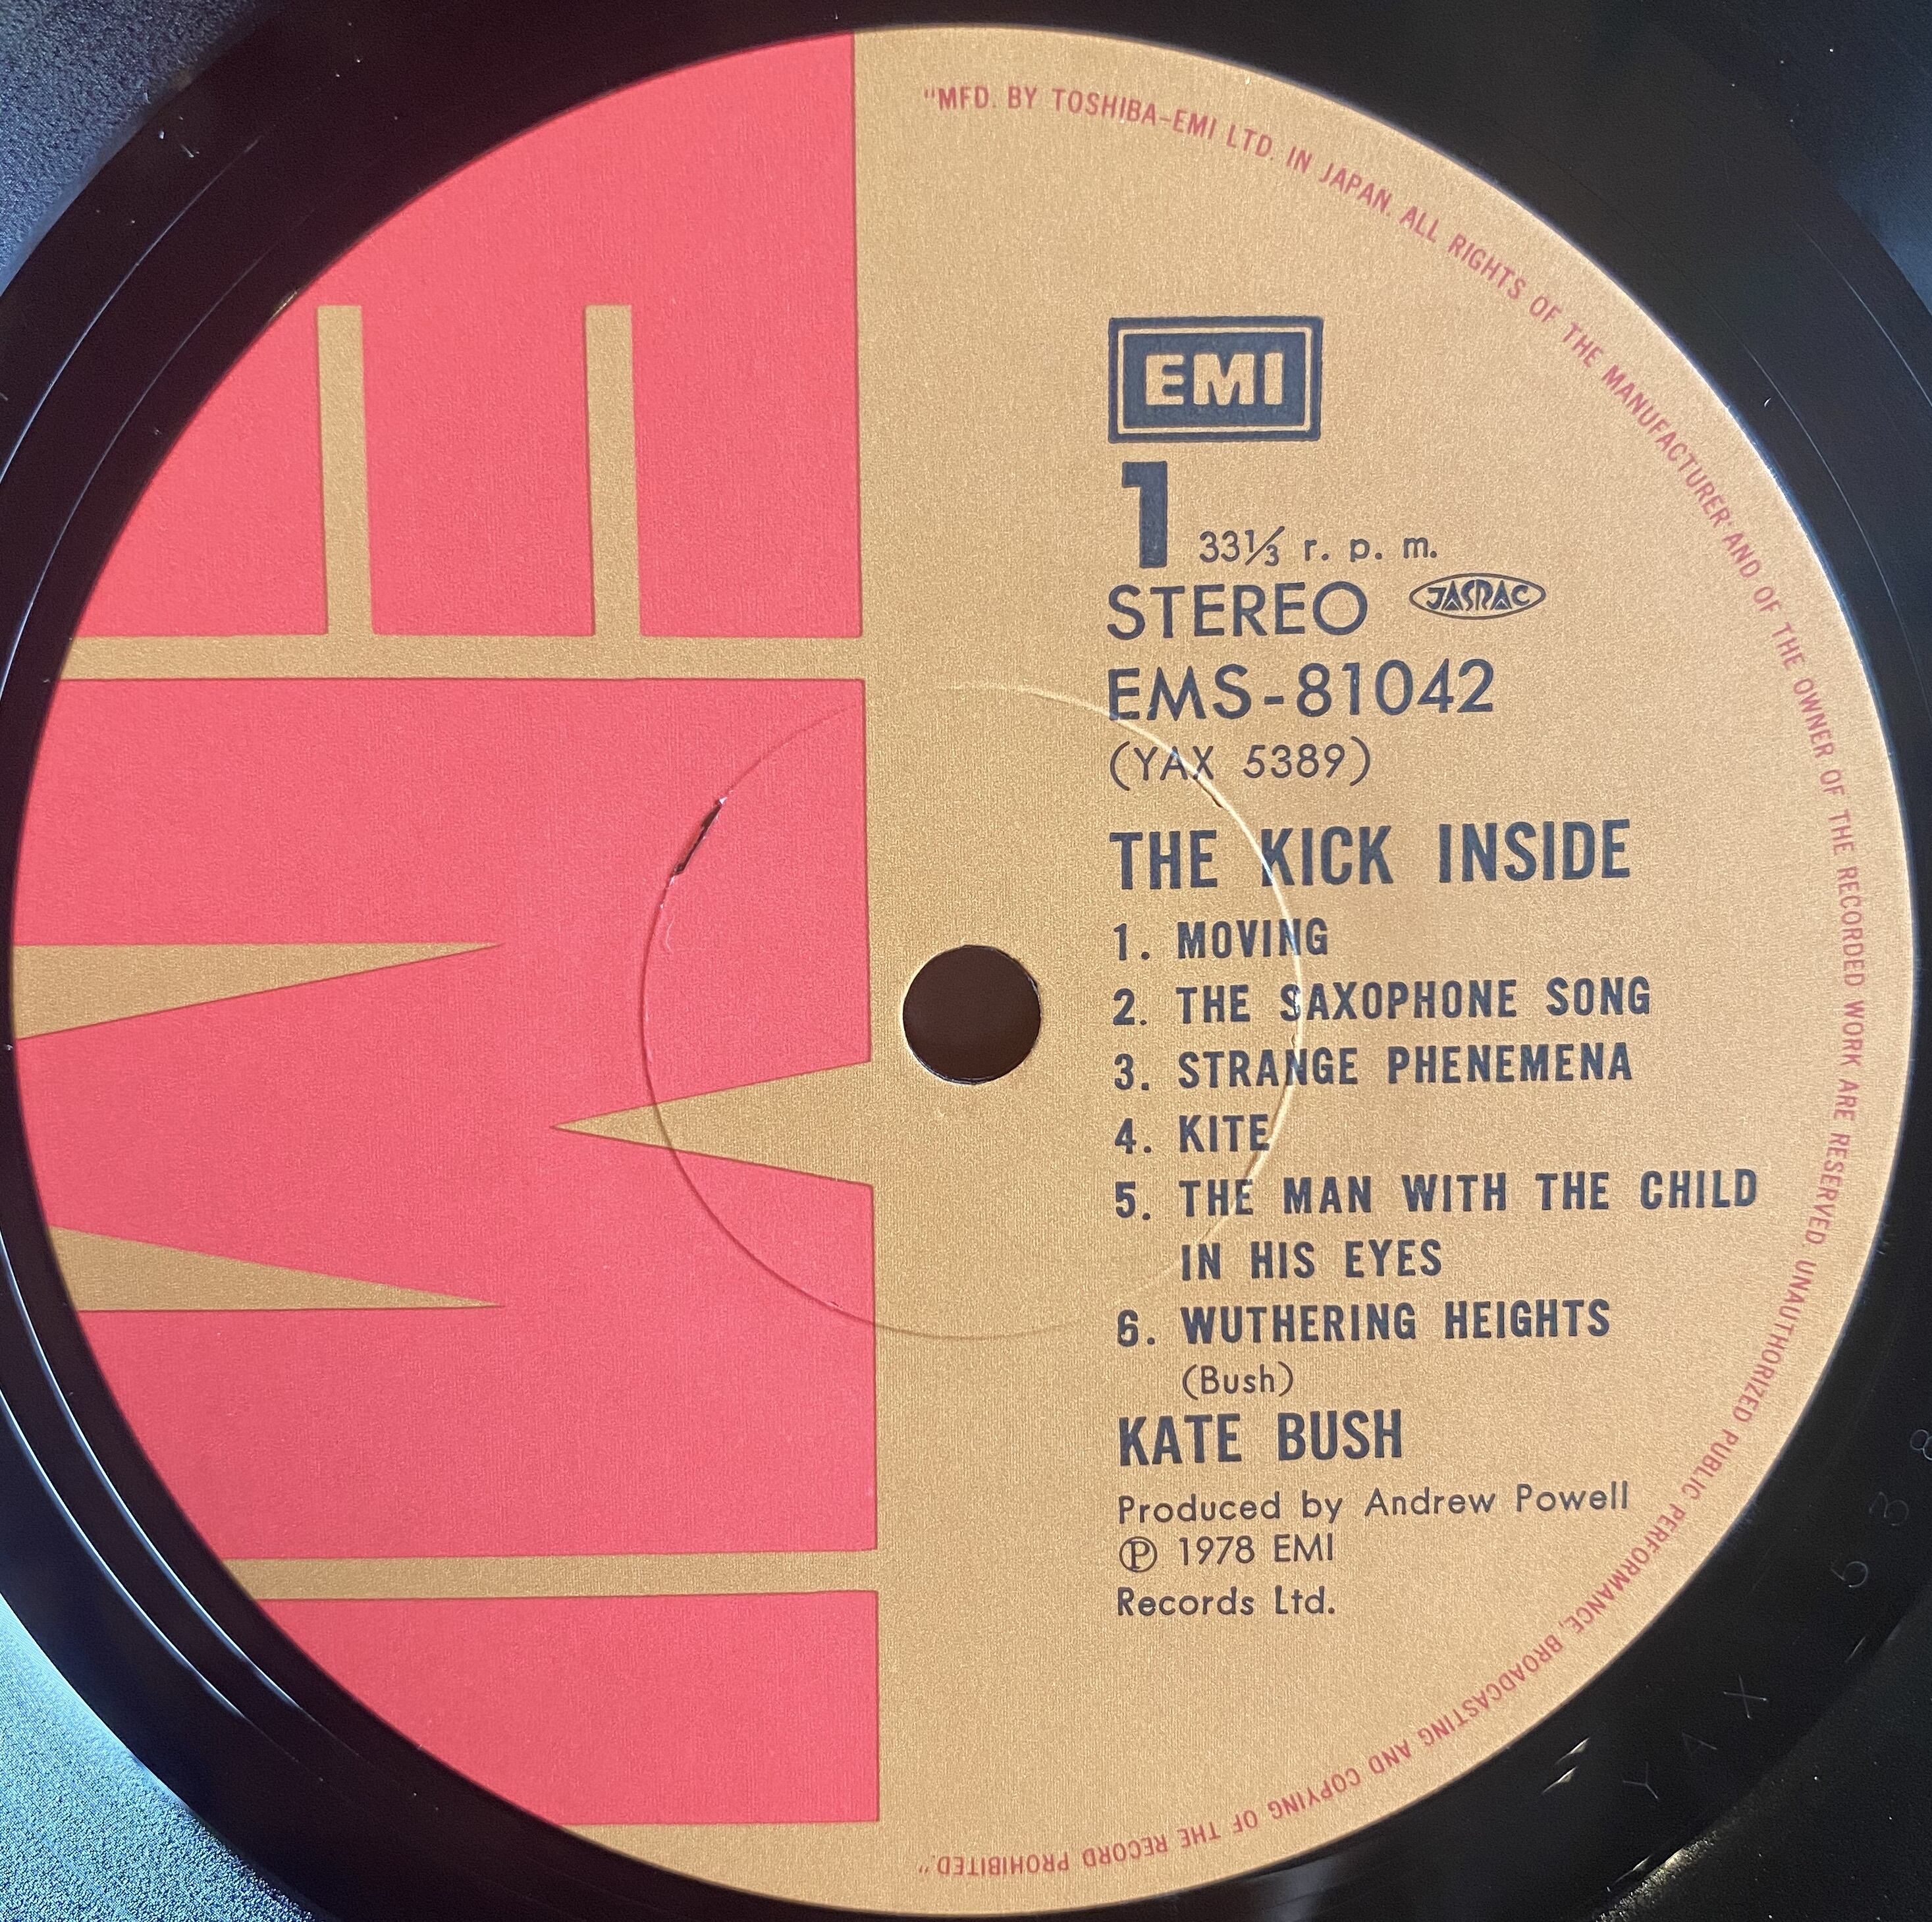 "MFD. BY TOSHIBA-EMI LTD. IN JAPAN. ALL RIGHTS OF THE MANUFACTURER AND OF THE OWNER OF THE RECORDED WORK ARE RESERVED UNAUTHORIZED PUBLIC PERFORMANCE, BROADCASTING AND COPYING OF THE RECORD PROHIBITED."
EMI
1 33⅓ r. p. m.
STEREO JASRAC
EMS-81042
(YAX 5389)
THE KICK INSIDE
1. MOVING
2. THE SAXOPHONE SONG
3. STRANGE PHENEMENA
4. KITE
5. THE MAN WITH THE CHILD
IN HIS EYES
6. WUTHERING HEIGHTS
(Bush)
KATE BUSH
Produced by Andrew Powell
Ⓟ 1978 EMI
Records Ltd.
YAX 538